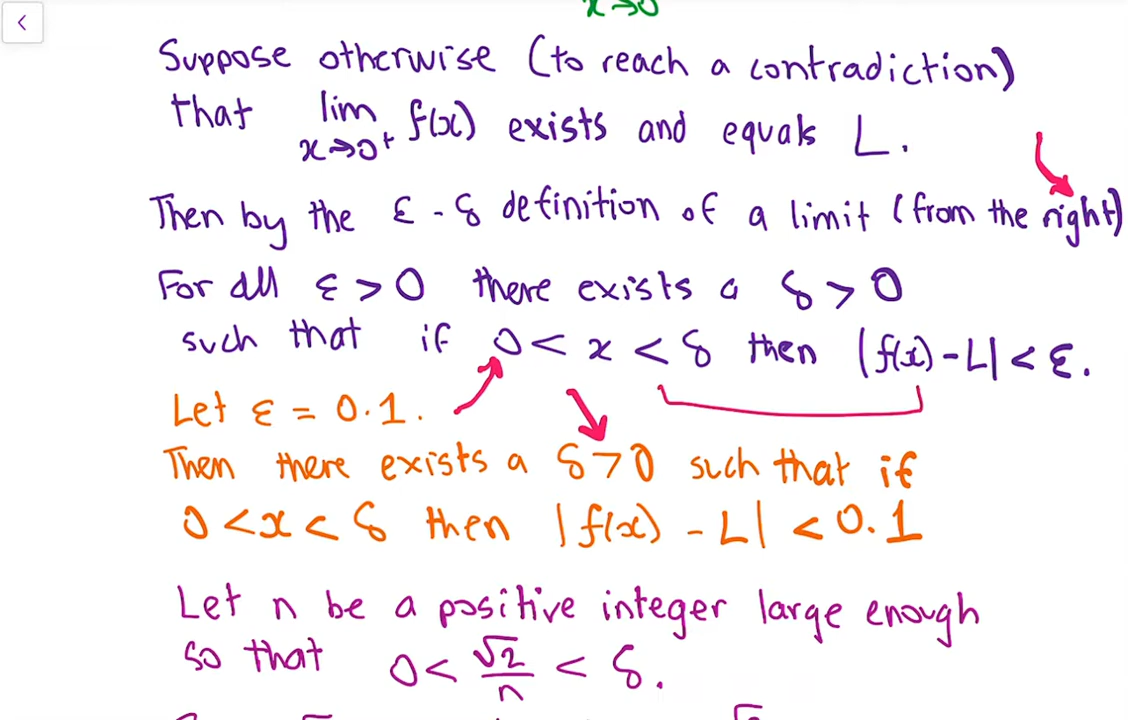 x→0
Suppose otherwise (to reach a contradiction)
that lim x→0⁺ f(x) exists and equals L.
Then by the ε-δ definition of a limit (from the right)
For all ε > 0 there exists a δ > 0
such that if 0 < x < δ then |f(x) - L| < ε.
Let ε = 0.1.
Then there exists a δ > 0 such that if
0 < x < δ then |f(x) - L| < 0.1
Let n be a positive integer large enough
so that 0 < √2/n < δ.